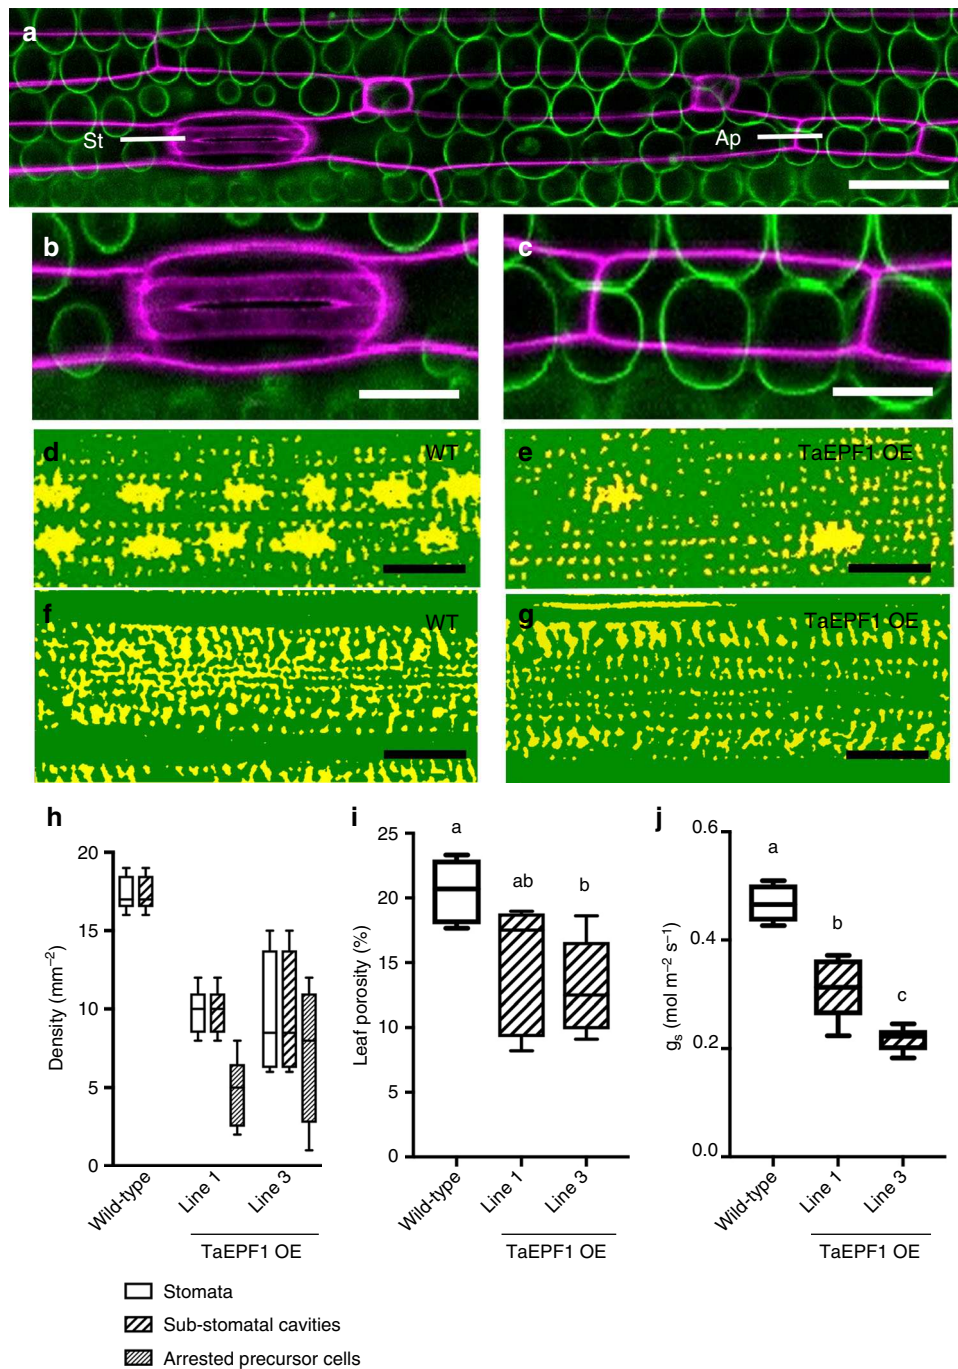 a
St
Ap
b
c
d
WT
e
TaEPF1 OE
f
WT
g
TaEPF1 OE
h
i
j
20
15
10
5
0
Density (mm⁻²)
Wild-type
Line 1
Line 3
TaEPF1 OE
25
20
15
10
5
0
Leaf porosity (%)
a
ab
b
Wild-type
Line 1
Line 3
TaEPF1 OE
0.6
0.4
0.2
0.0
gₛ (mol m⁻² s⁻¹)
a
b
c
Wild-type
Line 1
Line 3
TaEPF1 OE
Stomata
Sub-stomatal cavities
Arrested precursor cells